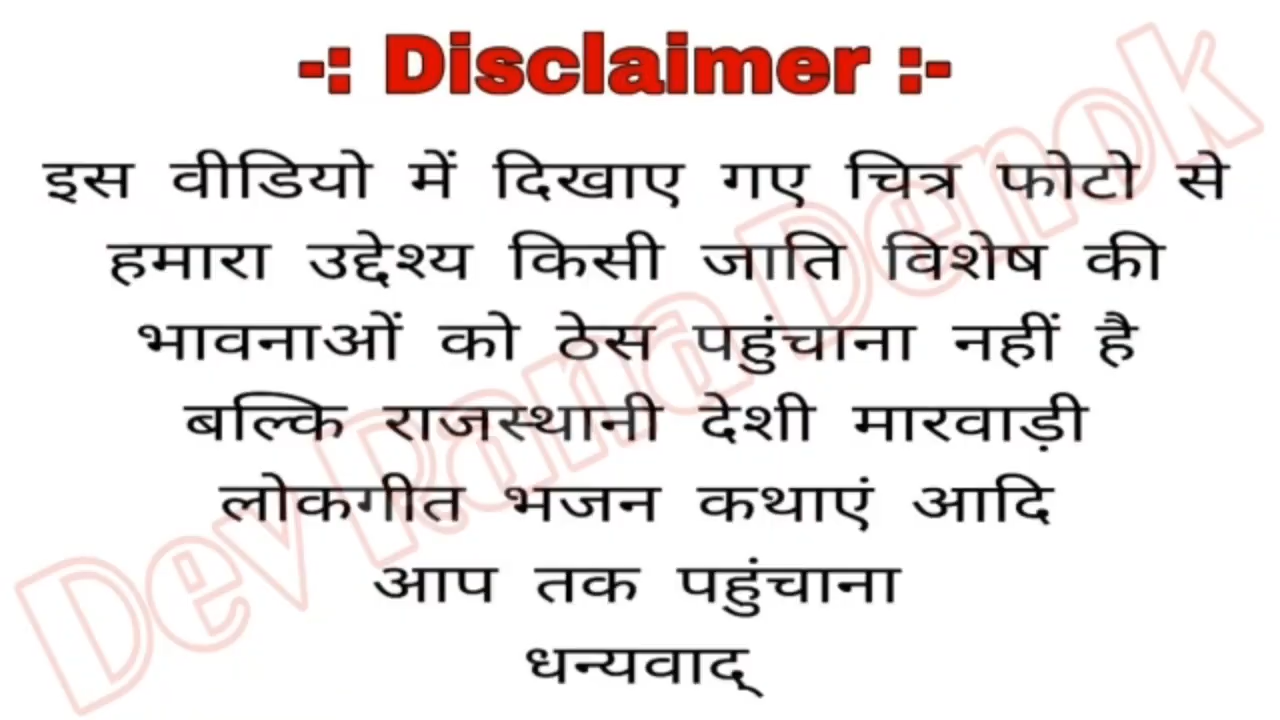 -: Disclaimer :-
इस वीडियो में दिखाए गए चित्र फोटो से
हमारा उद्देश्य किसी जाति विशेष की
भावनाओं को ठेस पहुंचाना नहीं है
बल्कि राजस्थानी देशी मारवाड़ी
लोकगीत भजन कथाएं आदि
आप तक पहुंचाना
धन्यवाद्
Dev Rana Denok